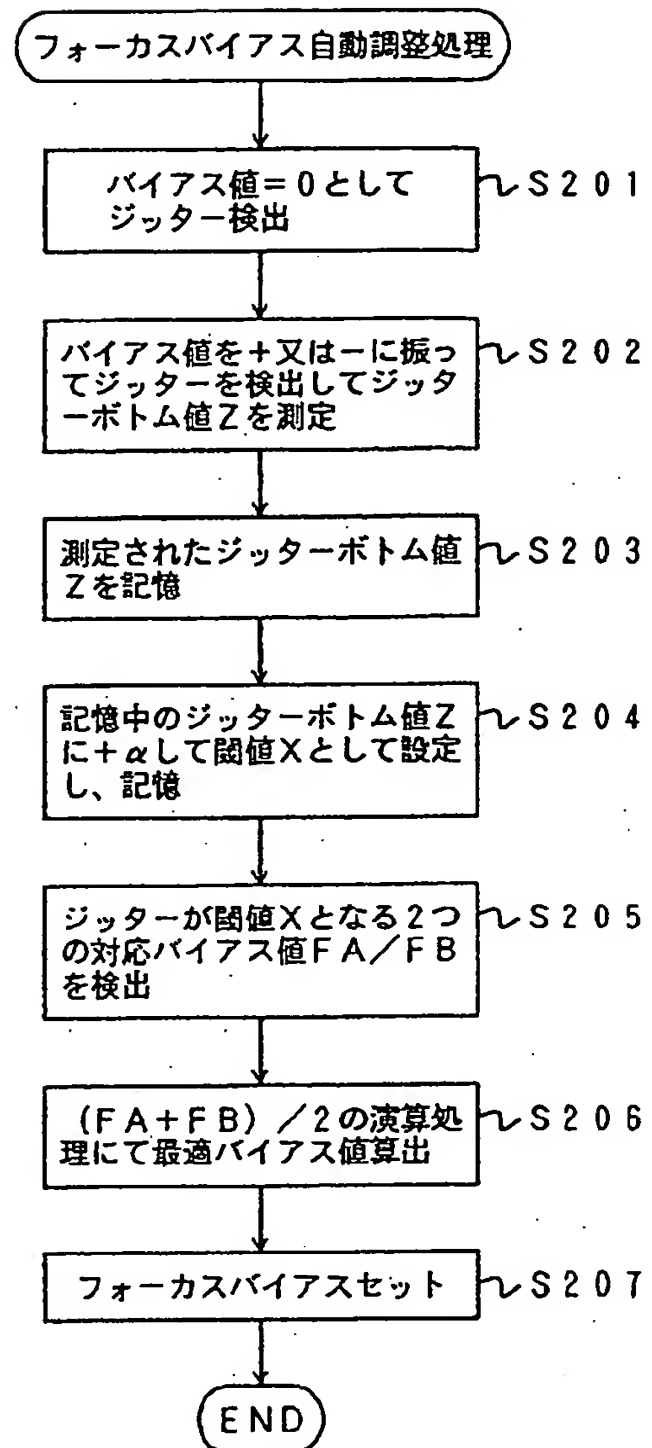 フォーカスバイアス自動調整処理
バイアス値=0として
ジッター検出
S201
バイアス値を+又は-に振っ
てジッターを検出してジッタ
ーボトム値Zを測定
S202
測定されたジッターボトム値
Zを記憶
S203
記憶中のジッターボトム値Z
に+αして閾値Xとして設定
し、記憶
S204
ジッターが閾値Xとなる2つ
の対応バイアス値FA/FB
を検出
S205
(FA+FB)/2の演算処
理にて最適バイアス値算出
S206
フォーカスバイアスセット
S207
END